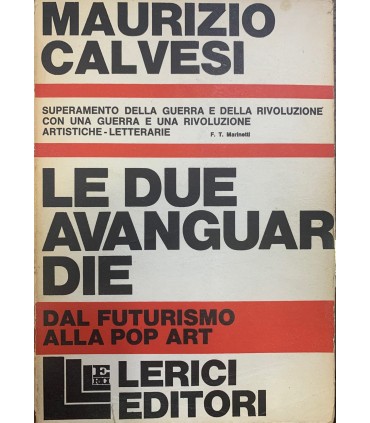 MAURIZIO
CALVESI
SUPERAMENTO DELLA GUERRA E DELLA RIVOLUZIONE
CON UNA GUERRA E UNA RIVOLUZIONE
ARTISTICHE-LETTERARIE F. T. Marinetti
LE DUE
AVANGUAR
DIE
DAL FUTURISMO
ALLA POP ART
LERICI
EDITORI